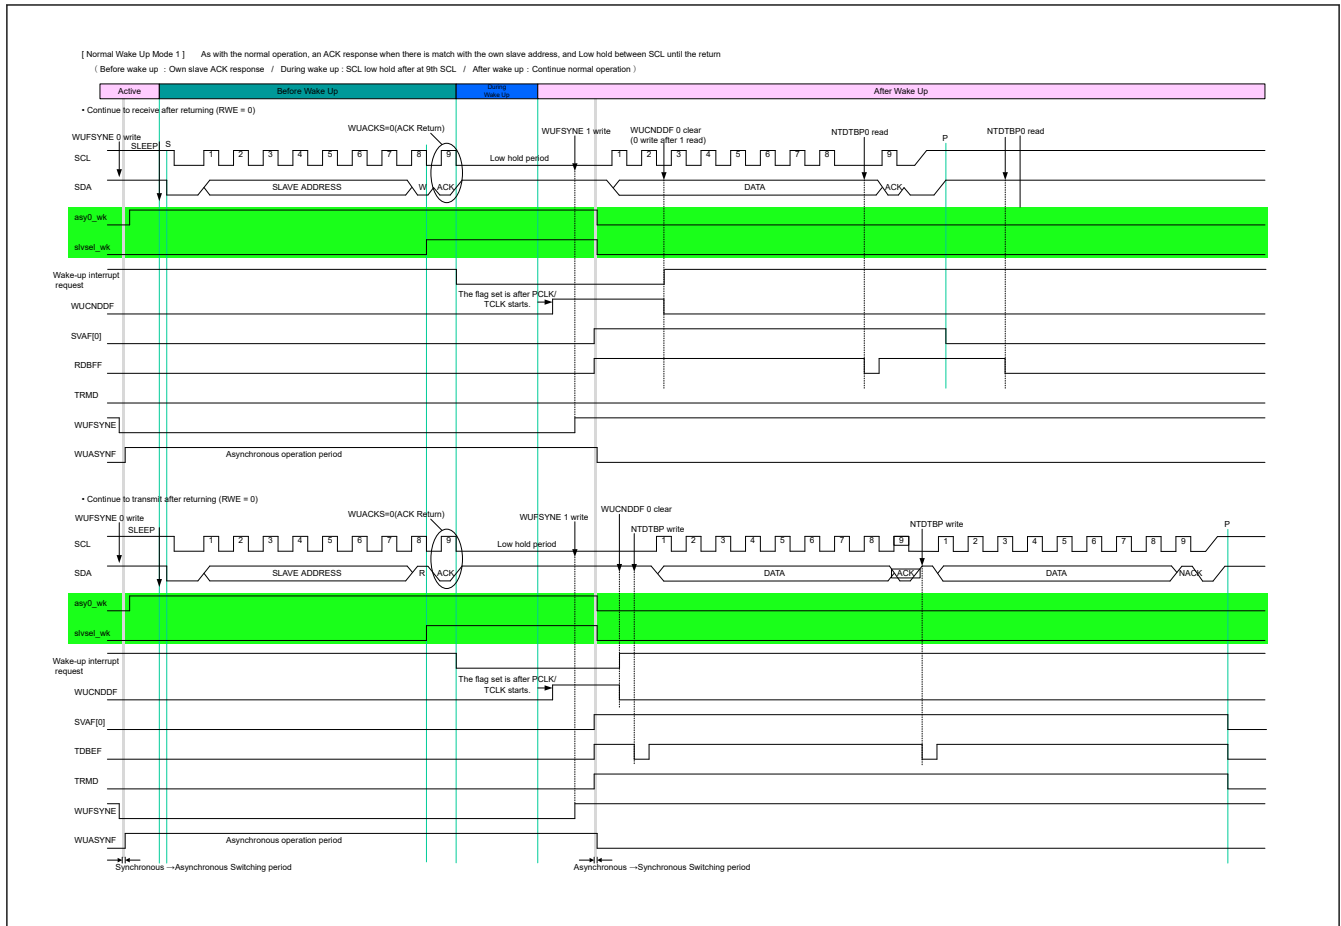 [ Normal Wake Up Mode 1 ] As with the normal operation, an ACK response when there is match with the own slave address, and Low hold between SCL until the return
( Before wake up : Own slave ACK response / During wake up : SCL low hold after at 9th SCL / After wake up : Continue normal operation )
Active Before Wake Up During Wake Up After Wake Up
• Continue to receive after returning (RWE = 0)
WUFSYNE 0 write SLEEP S WUACKS=0(ACK Return) WUFSYNE 1 write WUCNDDF 0 clear NTDTBP0 read P NTDTBP0 read
(0 write after 1 read)
SCL 1 2 3 4 5 6 7 8 9 Low hold period 1 2 3 4 5 6 7 8 9
SDA SLAVE ADDRESS W ACK DATA ACK
asy0_wk
slvsel_wk
Wake-up interrupt
request
The flag set is after PCLK/
TCLK starts.
WUCNDDF
SVAF[0]
RDBFF
TRMD
WUFSYNE
WUASYNF Asynchronous operation period
• Continue to transmit after returning (RWE = 0)
WUFSYNE 0 write SLEEP WUACKS=0(ACK Return) WUFSYNE 1 write WUCNDDF 0 clear NTDTBP write NTDTBP write P
SCL 1 2 3 4 5 6 7 8 9 Low hold period 1 2 3 4 5 6 7 8 9 1 2 3 4 5 6 7 8 9
SDA SLAVE ADDRESS R ACK DATA ACK DATA NACK
asy0_wk
slvsel_wk
Wake-up interrupt
request
The flag set is after PCLK/
TCLK starts.
WUCNDDF
SVAF[0]
TDBEF
TRMD
WUFSYNE
WUASYNF Asynchronous operation period
Synchronous →Asynchronous Switching period Asynchronous →Synchronous Switching period